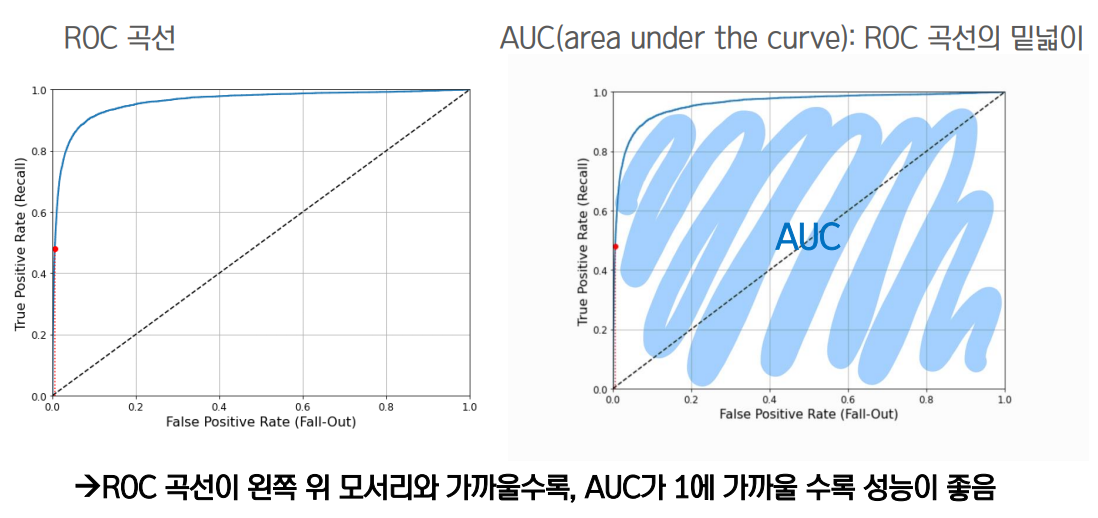 ROC 곡선
AUC(area under the curve): ROC 곡선의 밑넓이
1.0
0.8
0.6
0.4
0.2
0.0
True Positive Rate (Recall)
0.0 0.2 0.4 0.6 0.8 1.0
False Positive Rate (Fall-Out)
1.0
0.8
0.6
0.4
0.2
0.0
True Positive Rate (Recall)
AUC
0.0 0.2 0.4 0.6 0.8 1.0
False Positive Rate (Fall-Out)
→ROC 곡선이 왼쪽 위 모서리와 가까울수록, AUC가 1에 가까울 수록 성능이 좋음